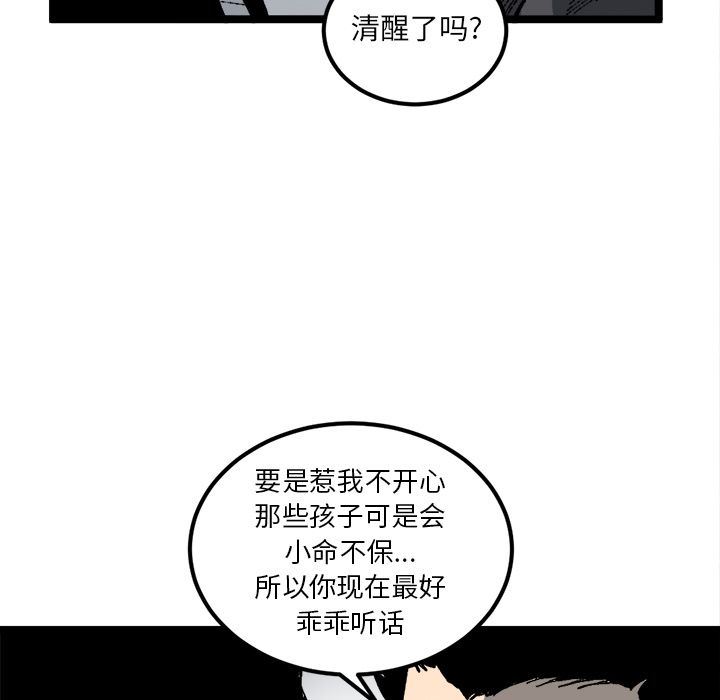 清醒了吗?
要是惹我不开心
那些孩子可是会
小命不保...
所以你现在最好
乖乖听话